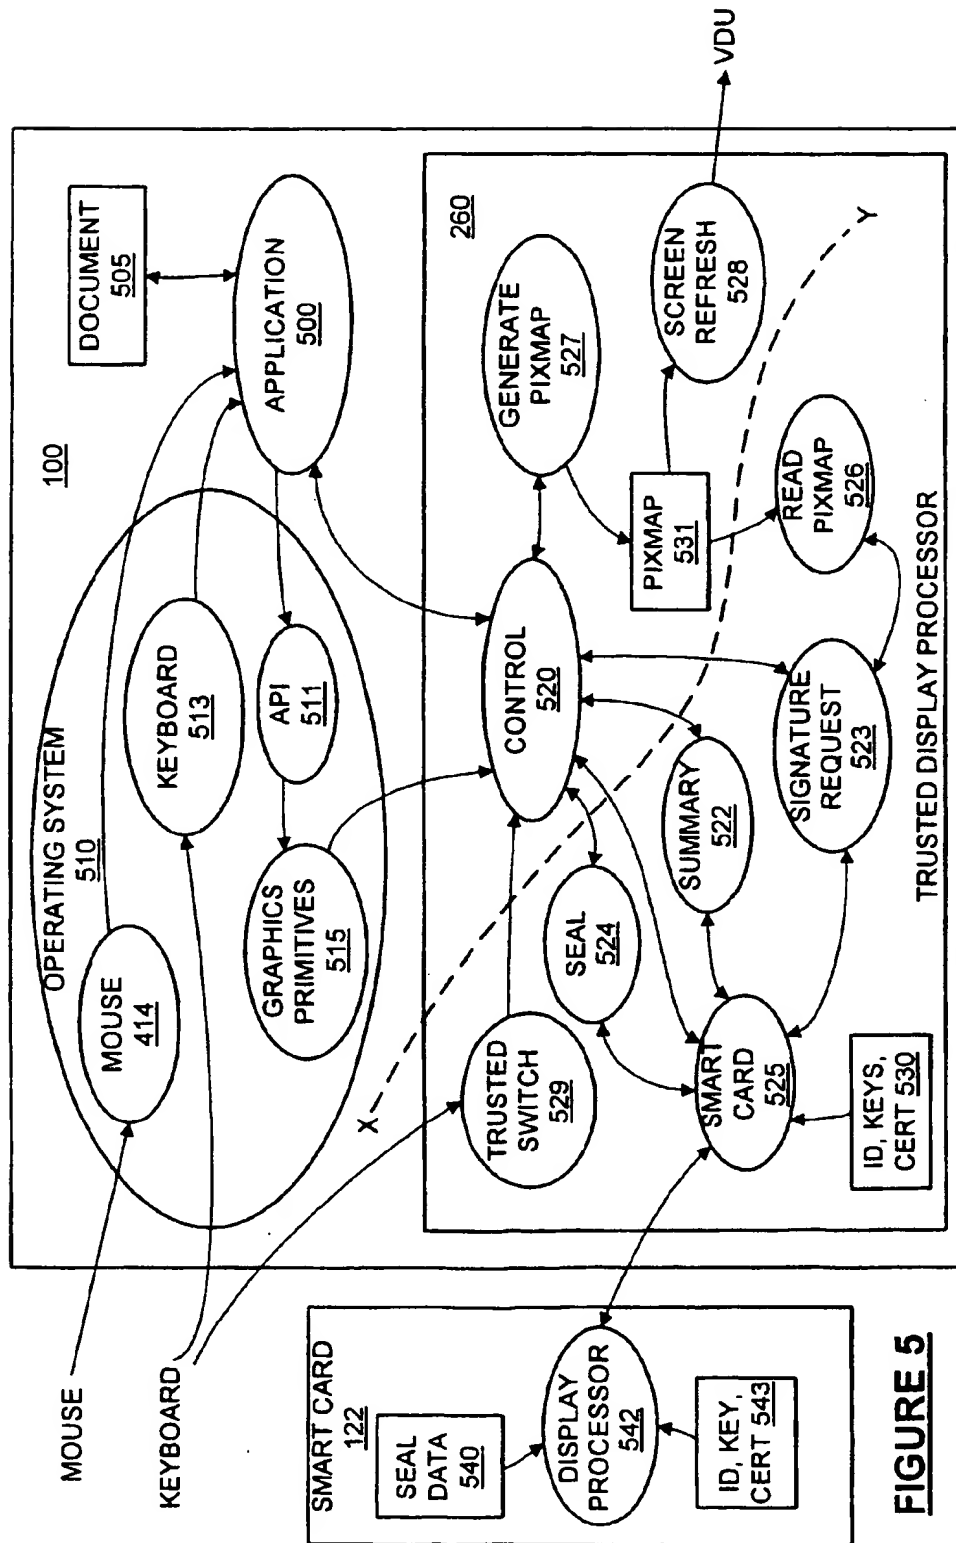 MOUSE
KEYBOARD
100
OPERATING SYSTEM
510
MOUSE
414
KEYBOARD
513
API
511
GRAPHICS
PRIMITIVES
515
DOCUMENT
505
APPLICATION
500
X
Y
VDU
260
TRUSTED
SWITCH
529
CONTROL
520
GENERATE
PIXMAP
527
PIXMAP
531
SCREEN
REFRESH
528
SEAL
524
SUMMARY
522
READ
PIXMAP
526
SMART
CARD
525
SIGNATURE
REQUEST
523
ID, KEYS,
CERT 530
TRUSTED DISPLAY PROCESSOR
SMART CARD
122
SEAL
DATA
540
DISPLAY
PROCESSOR
542
ID, KEY,
CERT 543
FIGURE 5